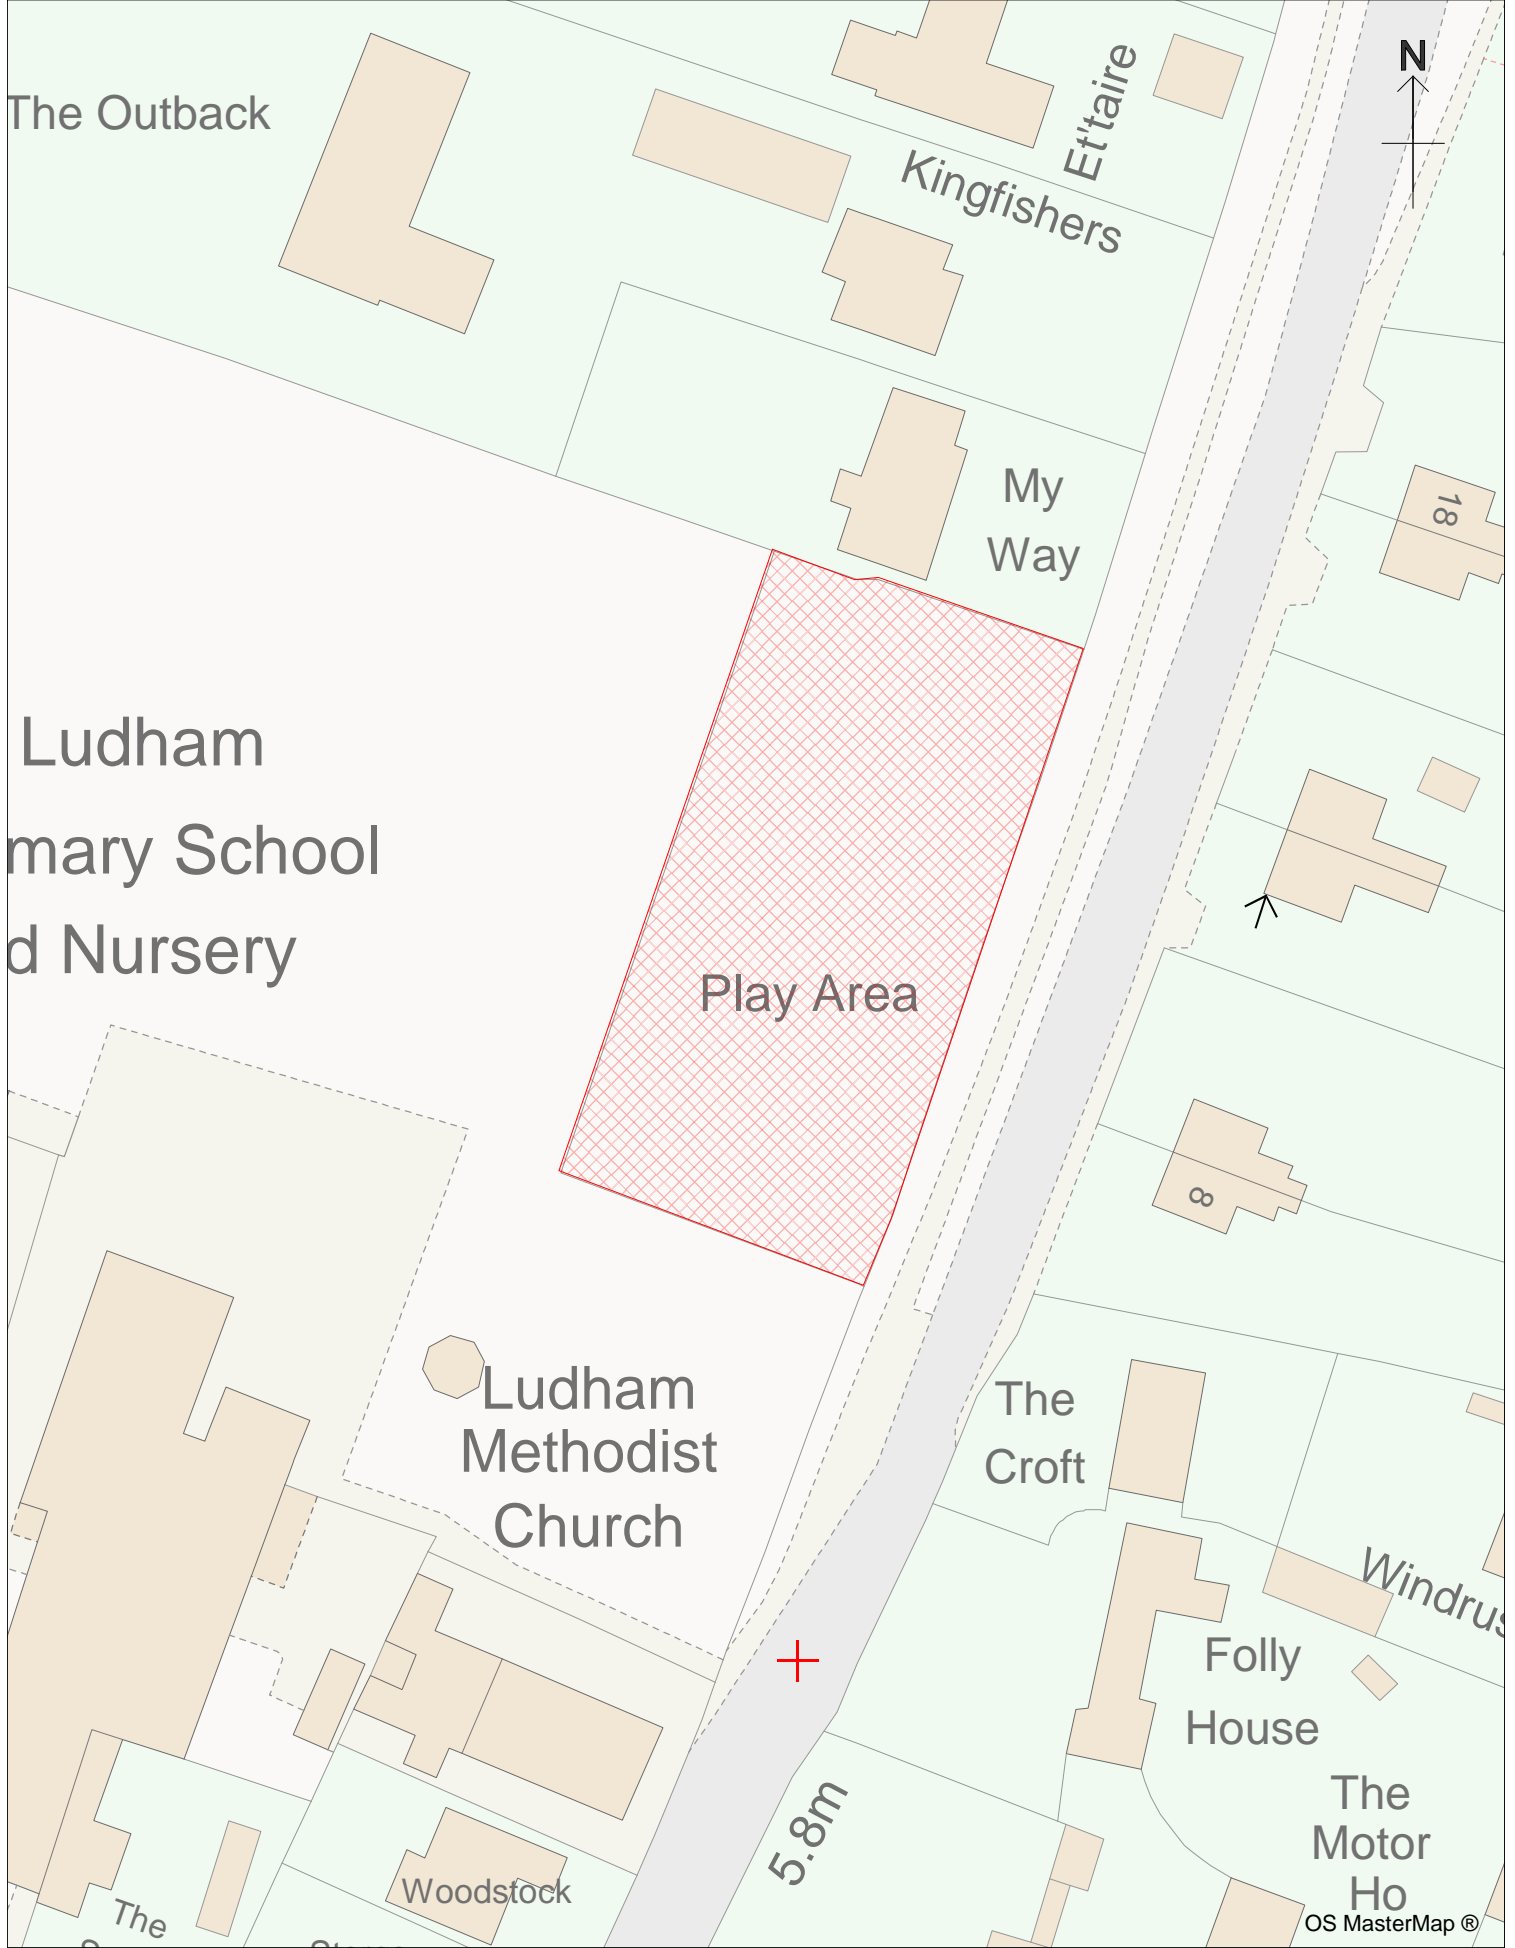 N
The Outback
Et'taire
Kingfishers
My
Way
18
Ludham
mary School
d Nursery
Play Area
8
Ludham
Methodist
Church
The
Croft
Windrus
Folly
House
The
Motor
Ho
5.8m
Woodstock
The
OS MasterMap ®